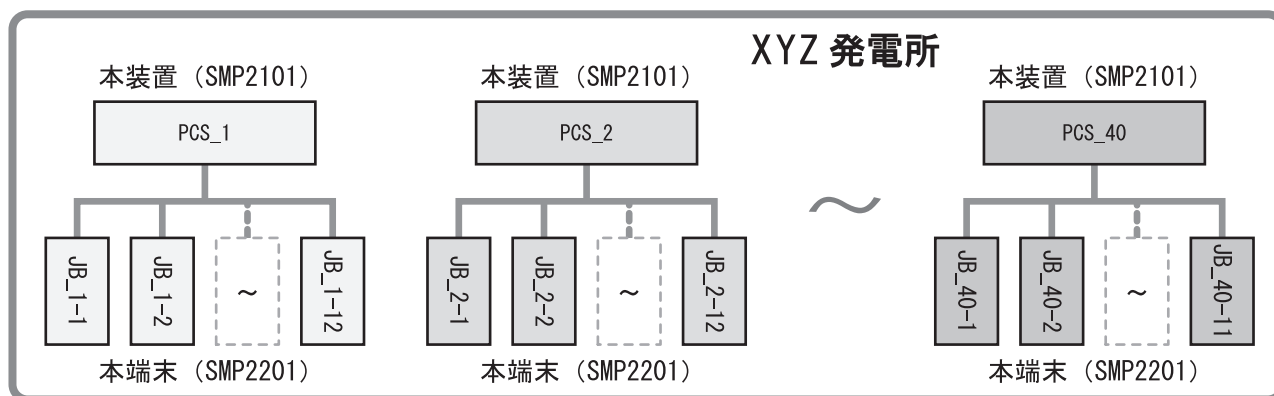 XYZ 発電所
本装置 (SMP2101)
本装置 (SMP2101)
本装置 (SMP2101)
PCS_1
PCS_2
PCS_40
～
JB_1-1
JB_1-2
～
JB_1-12
JB_2-1
JB_2-2
～
JB_2-12
JB_40-1
JB_40-2
～
JB_40-11
本端末 (SMP2201)
本端末 (SMP2201)
本端末 (SMP2201)